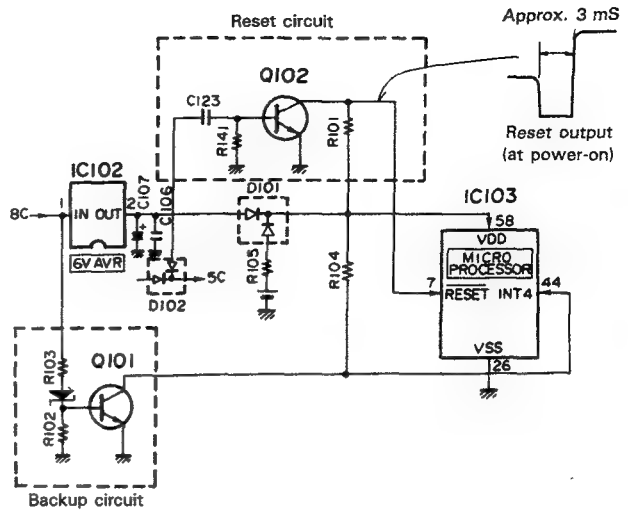 Reset circuit
Approx. 3 mS
Q102
C123
R141
R101
Reset output
(at power-on)
IC102
C107
C106
D101
IC103
8C
1
IN OUT
2
+
58
VDD
MICRO
PROCESSOR
6V AVR
5C
R105
R104
7
RESET INT4
44
D102
VSS
26
R103
Q101
R102
Backup circuit